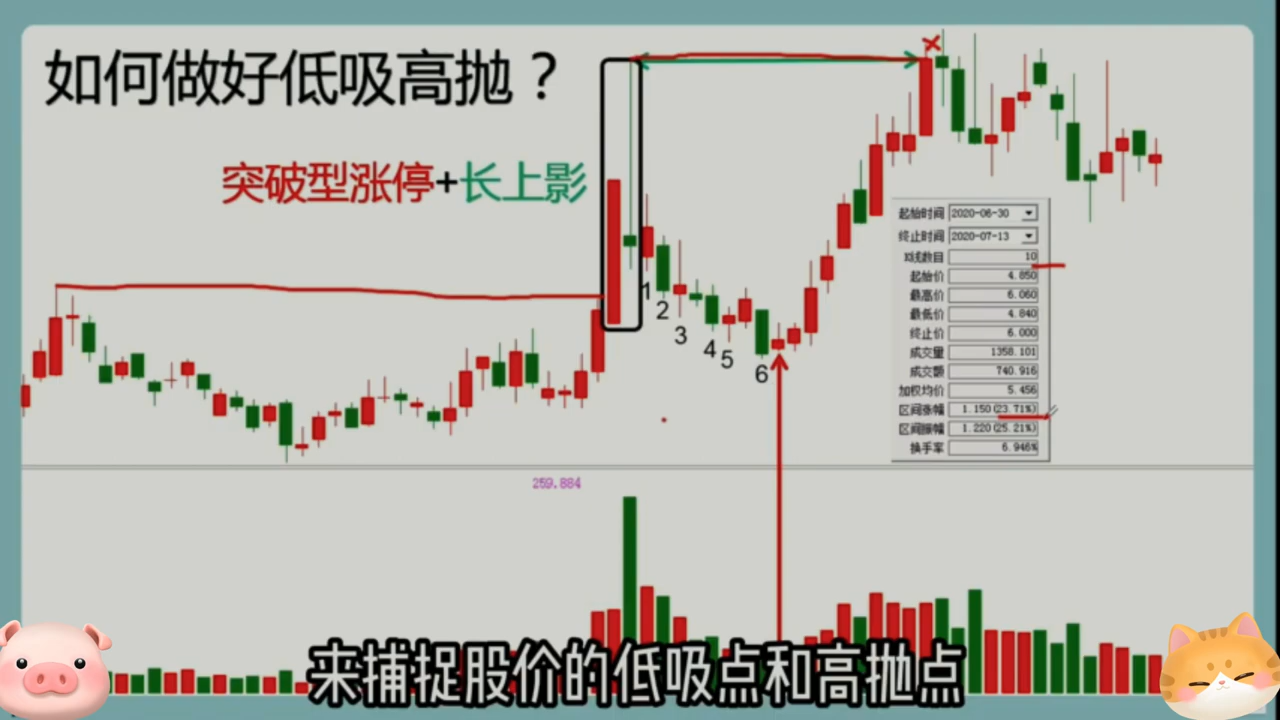 如何做好低吸高抛？
突破型涨停+长上影
起始时间 2020-06-30
终止时间 2020-07-13
K线数目 10
起始价 4.850
最高价 6.060
最低价 4.840
终止价 6.000
成交量 1358.101
成交额 740.916
加权均价 5.456
区间涨幅 1.150(23.71%)
区间振幅 1.220(25.21%)
换手率 6.946%
1
2
3
4
5
6
259.884
来捕捉股价的低吸点和高抛点